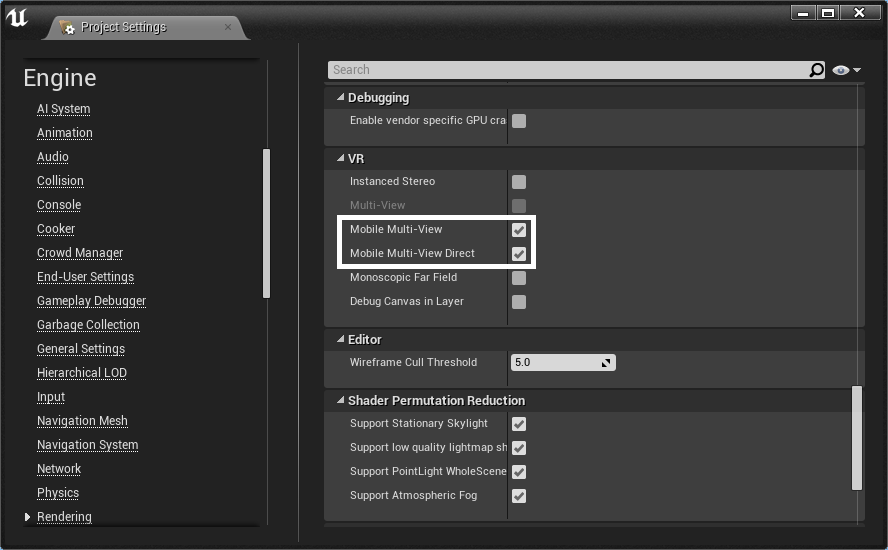 Project Settings
Engine
AI System
Animation
Audio
Collision
Console
Cooker
Crowd Manager
End-User Settings
Gameplay Debugger
Garbage Collection
General Settings
Hierarchical LOD
Input
Navigation Mesh
Navigation System
Network
Physics
Rendering
Search
Debugging
Enable vendor specific GPU cra
VR
Instanced Stereo
Multi-View
Mobile Multi-View
Mobile Multi-View Direct
Monoscopic Far Field
Debug Canvas in Layer
Editor
Wireframe Cull Threshold 5.0
Shader Permutation Reduction
Support Stationary Skylight
Support low quality lightmap sh
Support PointLight WholeScene
Support Atmospheric Fog